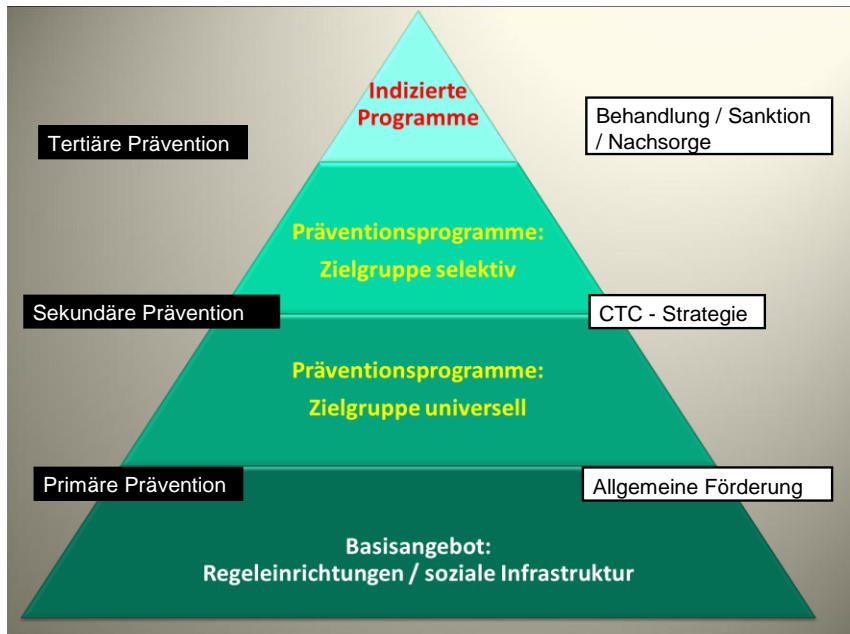 Indizierte
Programme
Tertiäre Prävention
Behandlung / Sanktion
/ Nachsorge
Präventionsprogramme:
Zielgruppe selektiv
Sekundäre Prävention
CTC - Strategie
Präventionsprogramme:
Zielgruppe universell
Primäre Prävention
Allgemeine Förderung
Basisangebot:
Regeleinrichtungen / soziale Infrastruktur